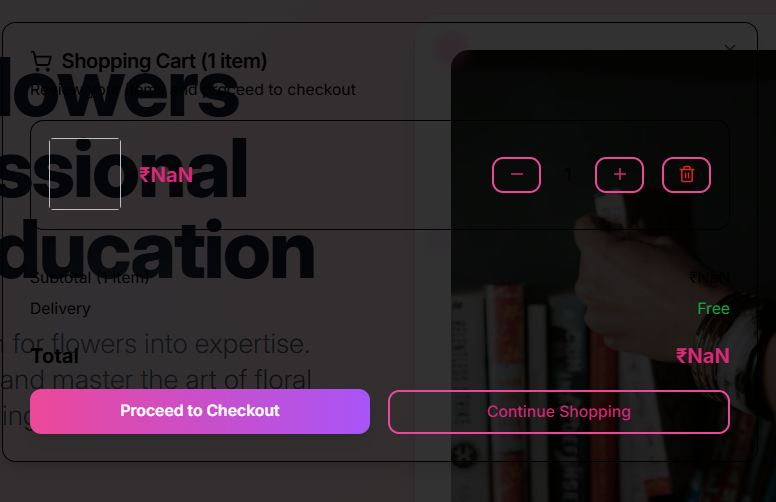 Shopping Cart (1 item)
lowers
Review your items and proceed to checkout
ssional
₹NaN
1
ducation
Subtotal (1 item)
₹NaN
Delivery
Free
for flowers into expertise.
Total
₹NaN
and master the art of floral
ing
Proceed to Checkout
Continue Shopping